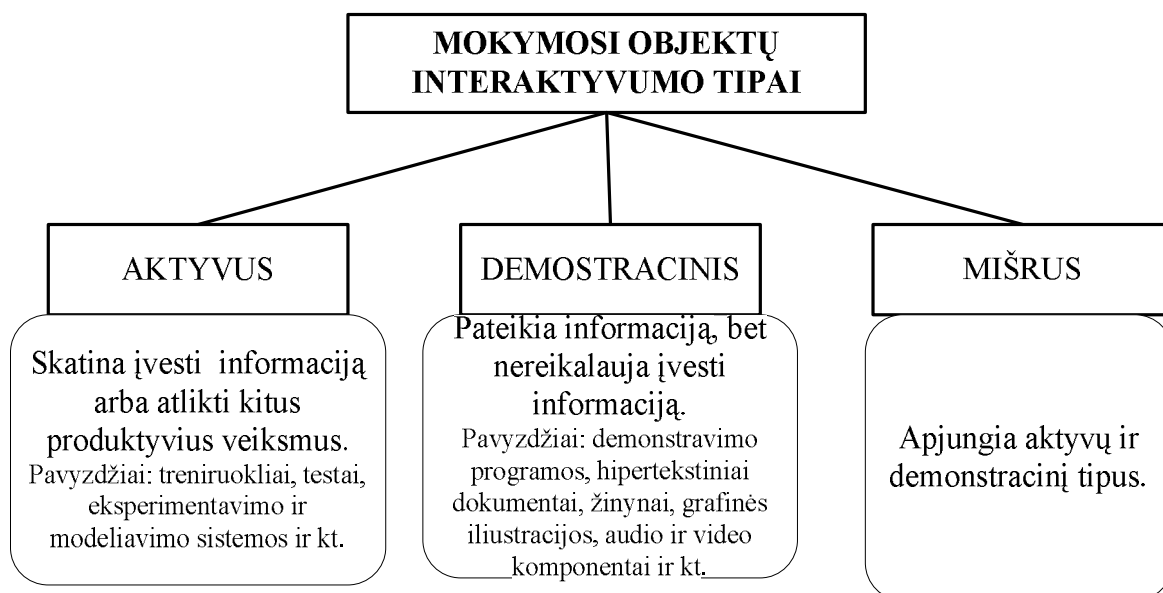 MOKYMOSI OBJEKTŲ
INTERAKTYVUMO TIPAI
AKTYVUS
Skatina įvesti informaciją
arba atlikti kitus
produktyvius veiksmus.
Pavyzdžiai: treniruokliai, testai,
eksperimentavimo ir
modeliavimo sistemos ir kt.
DEMOSTRACINIS
Pateikia informaciją, bet
nereikalauja įvesti
informaciją.
Pavyzdžiai: demonstravimo
programos, hipertekstiniai
dokumentai, žinynai, grafinės
iliustracijos, audio ir video
komponentai ir kt.
MIŠRUS
Apjungia aktyvų ir
demonstracinį tipus.